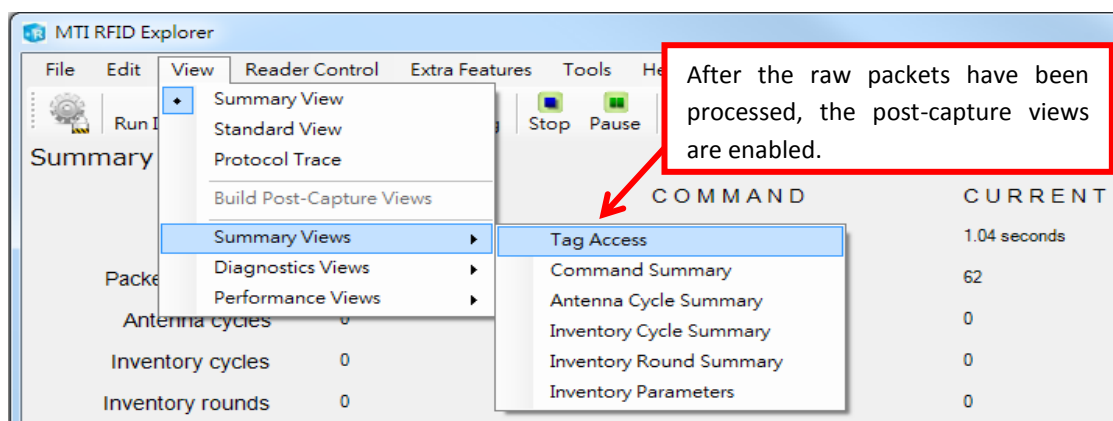 MTI RFID Explorer
File Edit View Reader Control Extra Features Tools
After the raw packets have been
processed, the post-capture views
are enabled.
Run
Stop Pause
Summary
Summary View
Standard View
Protocol Trace
Build Post-Capture Views
Summary Views
Diagnostics Views
Performance Views
Tag Access
Command Summary
Antenna Cycle Summary
Inventory Cycle Summary
Inventory Round Summary
Inventory Parameters
COMMAND CURRENT
1.04 seconds
62
Antenna cycles 0 0
Inventory cycles 0 0
Inventory rounds 0 0